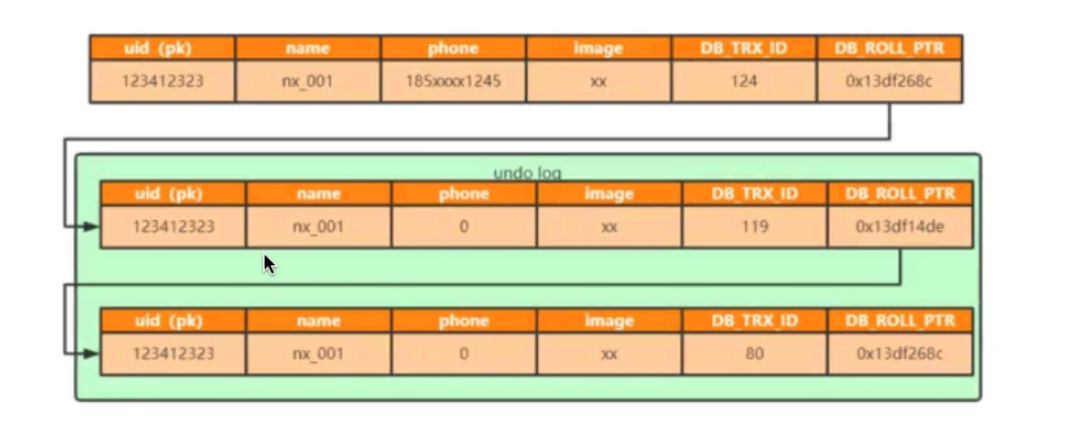 uid (pk) name phone image DB_TRX_ID DB_ROLL_PTR
123412323 nx_001 185xxxx1245 xx 124 0x13df268c
undo log
uid (pk) name phone image DB_TRX_ID DB_ROLL_PTR
123412323 nx_001 0 xx 119 0x13df14de
uid (pk) name phone image DB_TRX_ID DB_ROLL_PTR
123412323 nx_001 0 xx 80 0x13df268c